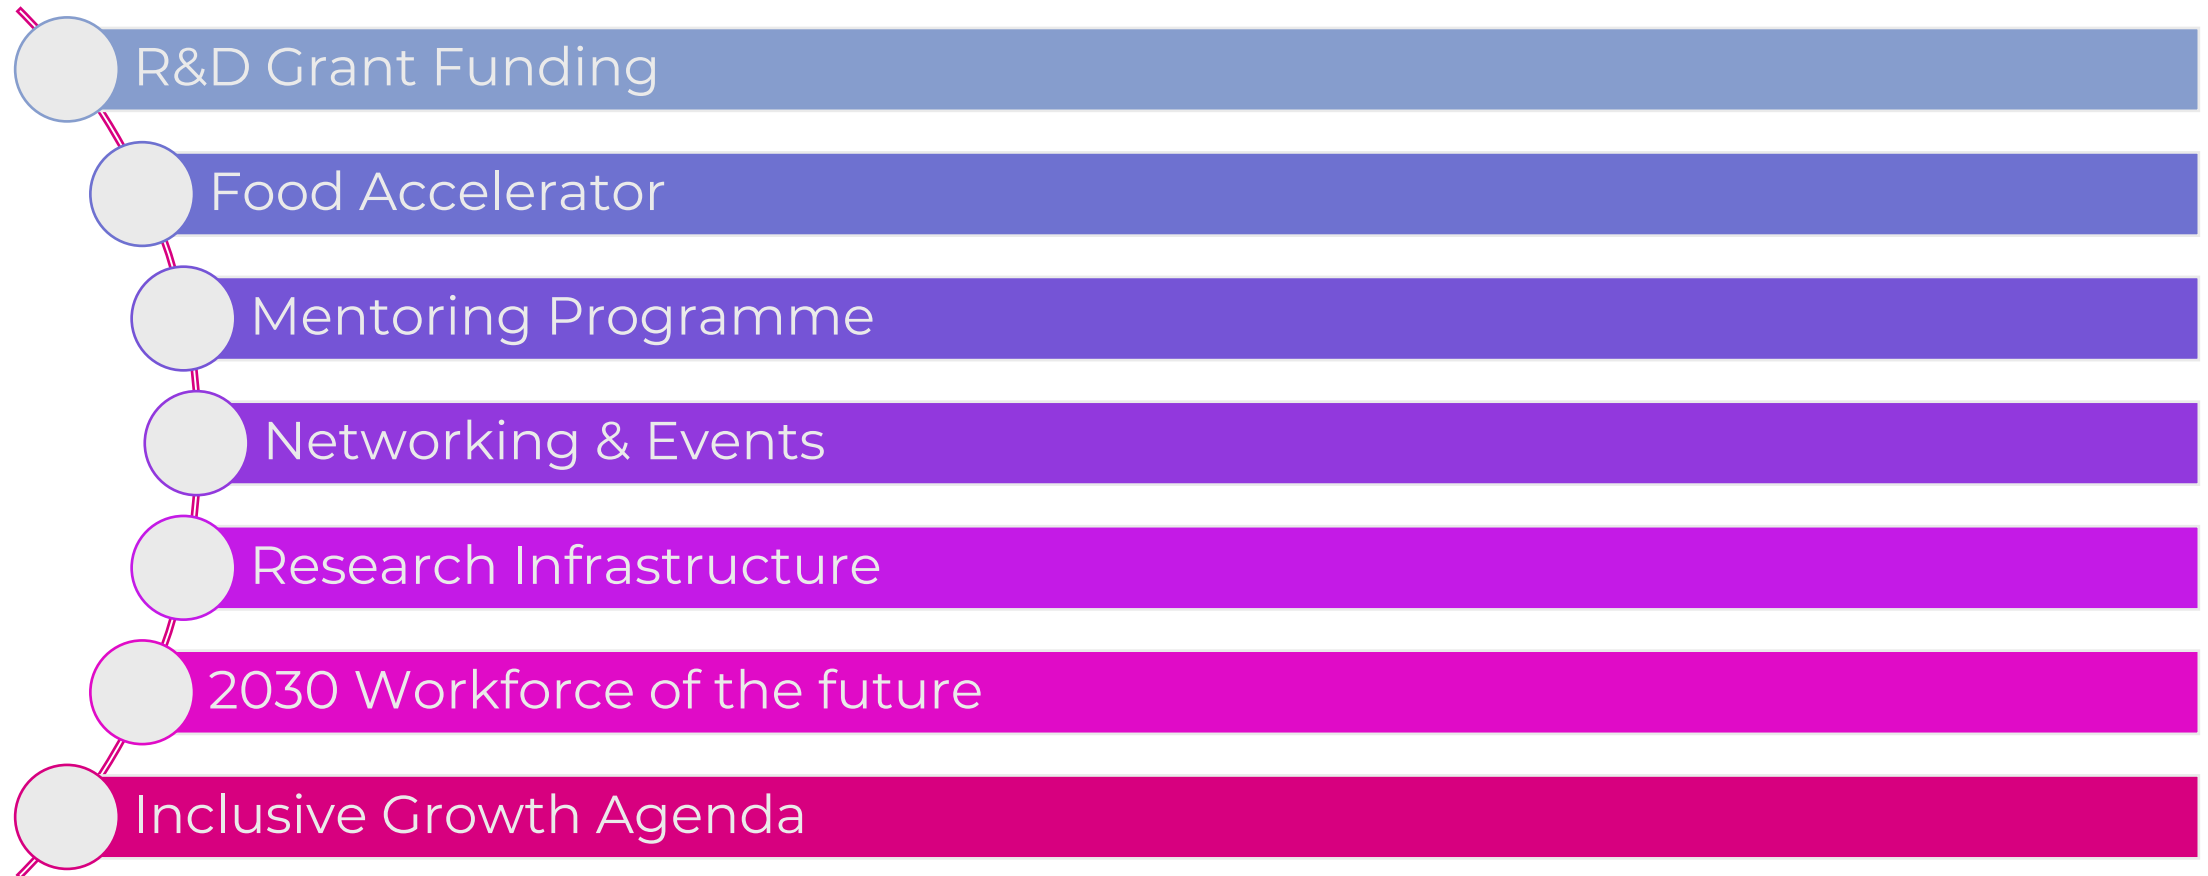 R&D Grant Funding
Food Accelerator
Mentoring Programme
Networking & Events
Research Infrastructure
2030 Workforce of the future
Inclusive Growth Agenda